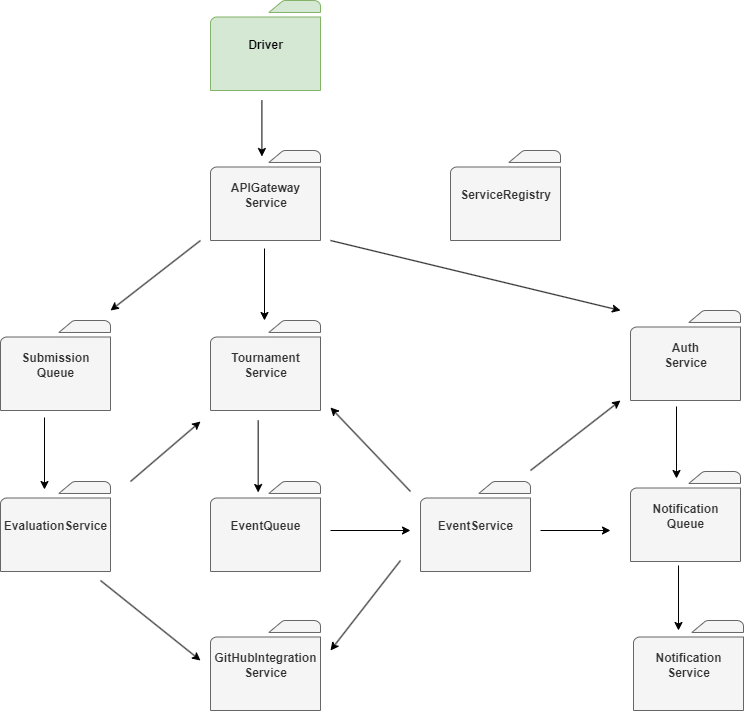 Driver
APIGateway
Service
ServiceRegistry
Submission
Queue
Tournament
Service
Auth
Service
EvaluationService
EventQueue
EventService
Notification
Queue
GitHubIntegration
Service
Notification
Service